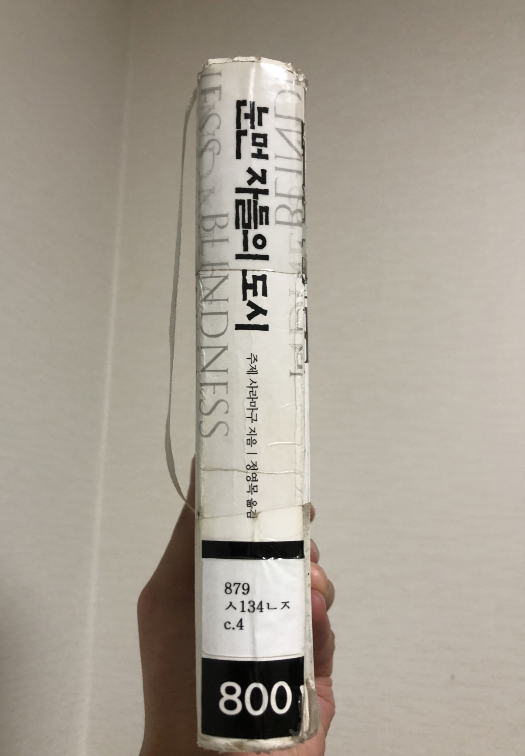 눈먼 자들의 도시
주제 사라마구 지음 | 정영목 옮김
BLINDNESS
879
ㅅ134ㄴㅈ
c.4
800